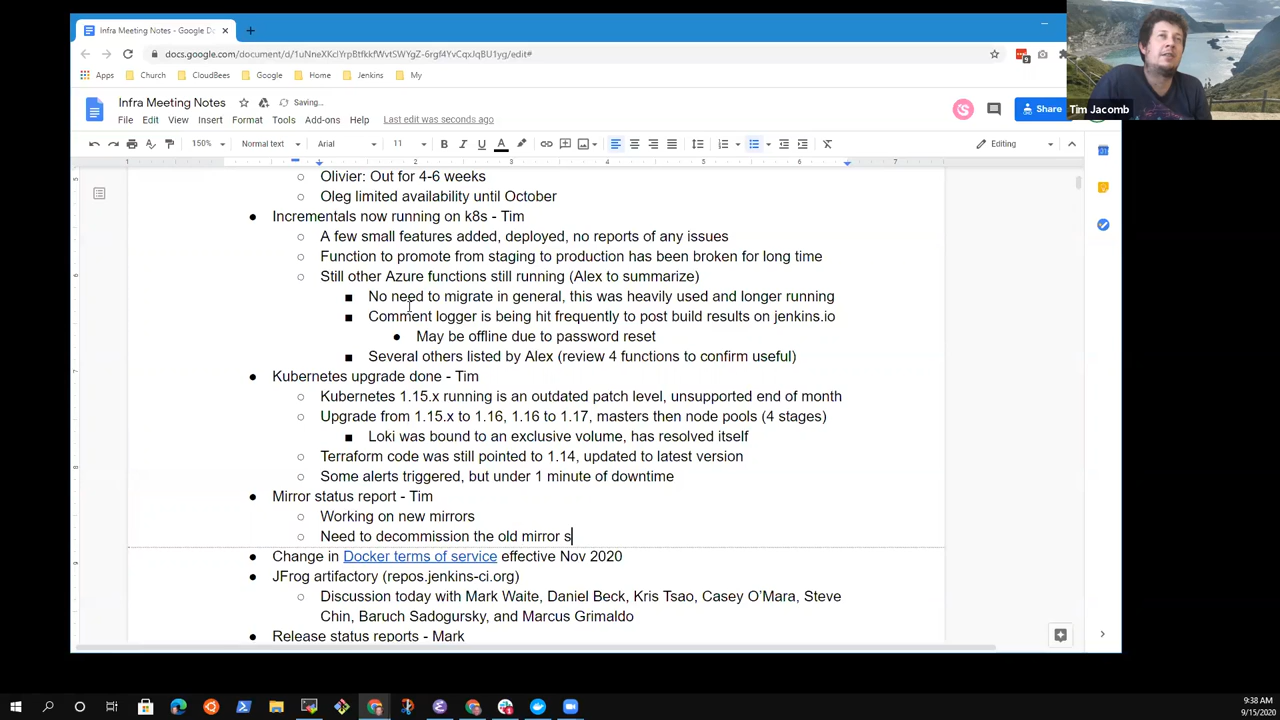 Infra Meeting Notes - Google Do
docs.google.com/document/d/1uNneXKcIYrpBtfkkfWvtSWYgZ-6rgf4YvCqxJqBU1yg/edit#
Apps Church CloudBees Google Home Jenkins My
Infra Meeting Notes Saving...
File Edit View Insert Format Tools Add-ons Help Last edit was seconds ago
Share
Tim Jacomb
150% Normal text Arial 11 B I U A Editing
1 1 2 3 4 5 6 7
Olivier: Out for 4-6 weeks
Oleg limited availability until October
Incrementals now running on k8s - Tim
A few small features added, deployed, no reports of any issues
Function to promote from staging to production has been broken for long time
Still other Azure functions still running (Alex to summarize)
No need to migrate in general, this was heavily used and longer running
Comment logger is being hit frequently to post build results on jenkins.io
May be offline due to password reset
Several others listed by Alex (review 4 functions to confirm useful)
Kubernetes upgrade done - Tim
Kubernetes 1.15.x running is an outdated patch level, unsupported end of month
Upgrade from 1.15.x to 1.16, 1.16 to 1.17, masters then node pools (4 stages)
Loki was bound to an exclusive volume, has resolved itself
Terraform code was still pointed to 1.14, updated to latest version
Some alerts triggered, but under 1 minute of downtime
Mirror status report - Tim
Working on new mirrors
Need to decommission the old mirror s
Change in Docker terms of service effective Nov 2020
JFrog artifactory (repos.jenkins-ci.org)
Discussion today with Mark Waite, Daniel Beck, Kris Tsao, Casey O’Mara, Steve
Chin, Baruch Sadogursky, and Marcus Grimaldo
Release status reports - Mark
9:38 AM
9/15/2020